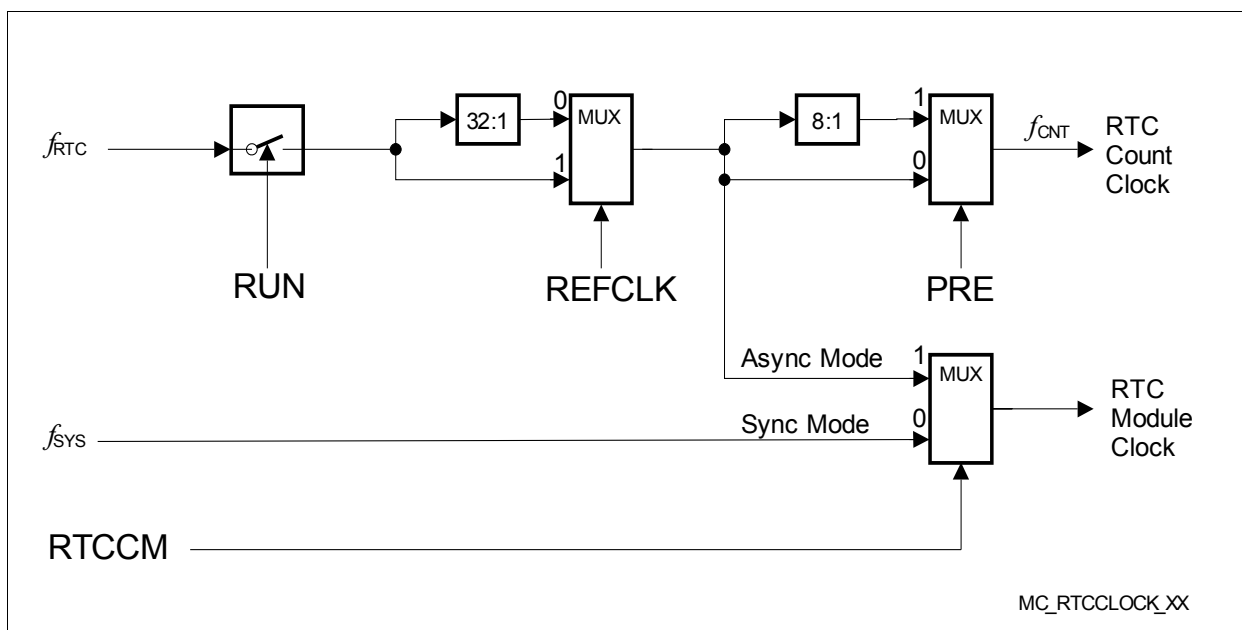 0
32:1
MUX
1
8:1
1
MUX
0
fRTC
fCNT
RTC
Count
Clock
RUN
REFCLK
PRE
Async Mode
1
MUX
RTC
Module
Clock
fSYS
Sync Mode
0
RTCCM
MC_RTCCLOCK_XX